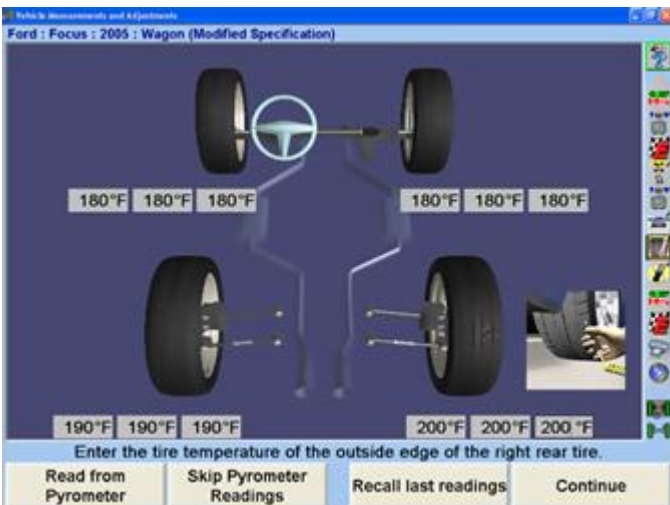 Vehicle Measurements and Adjustments
Ford : Focus : 2005 : Wagon (Modified Specification)
180°F 180°F 180°F 180°F 180°F 180°F
190°F 190°F 190°F 200°F 200°F 200°F
Enter the tire temperature of the outside edge of the right rear tire.
Read from Pyrometer
Skip Pyrometer Readings
Recall last readings
Continue